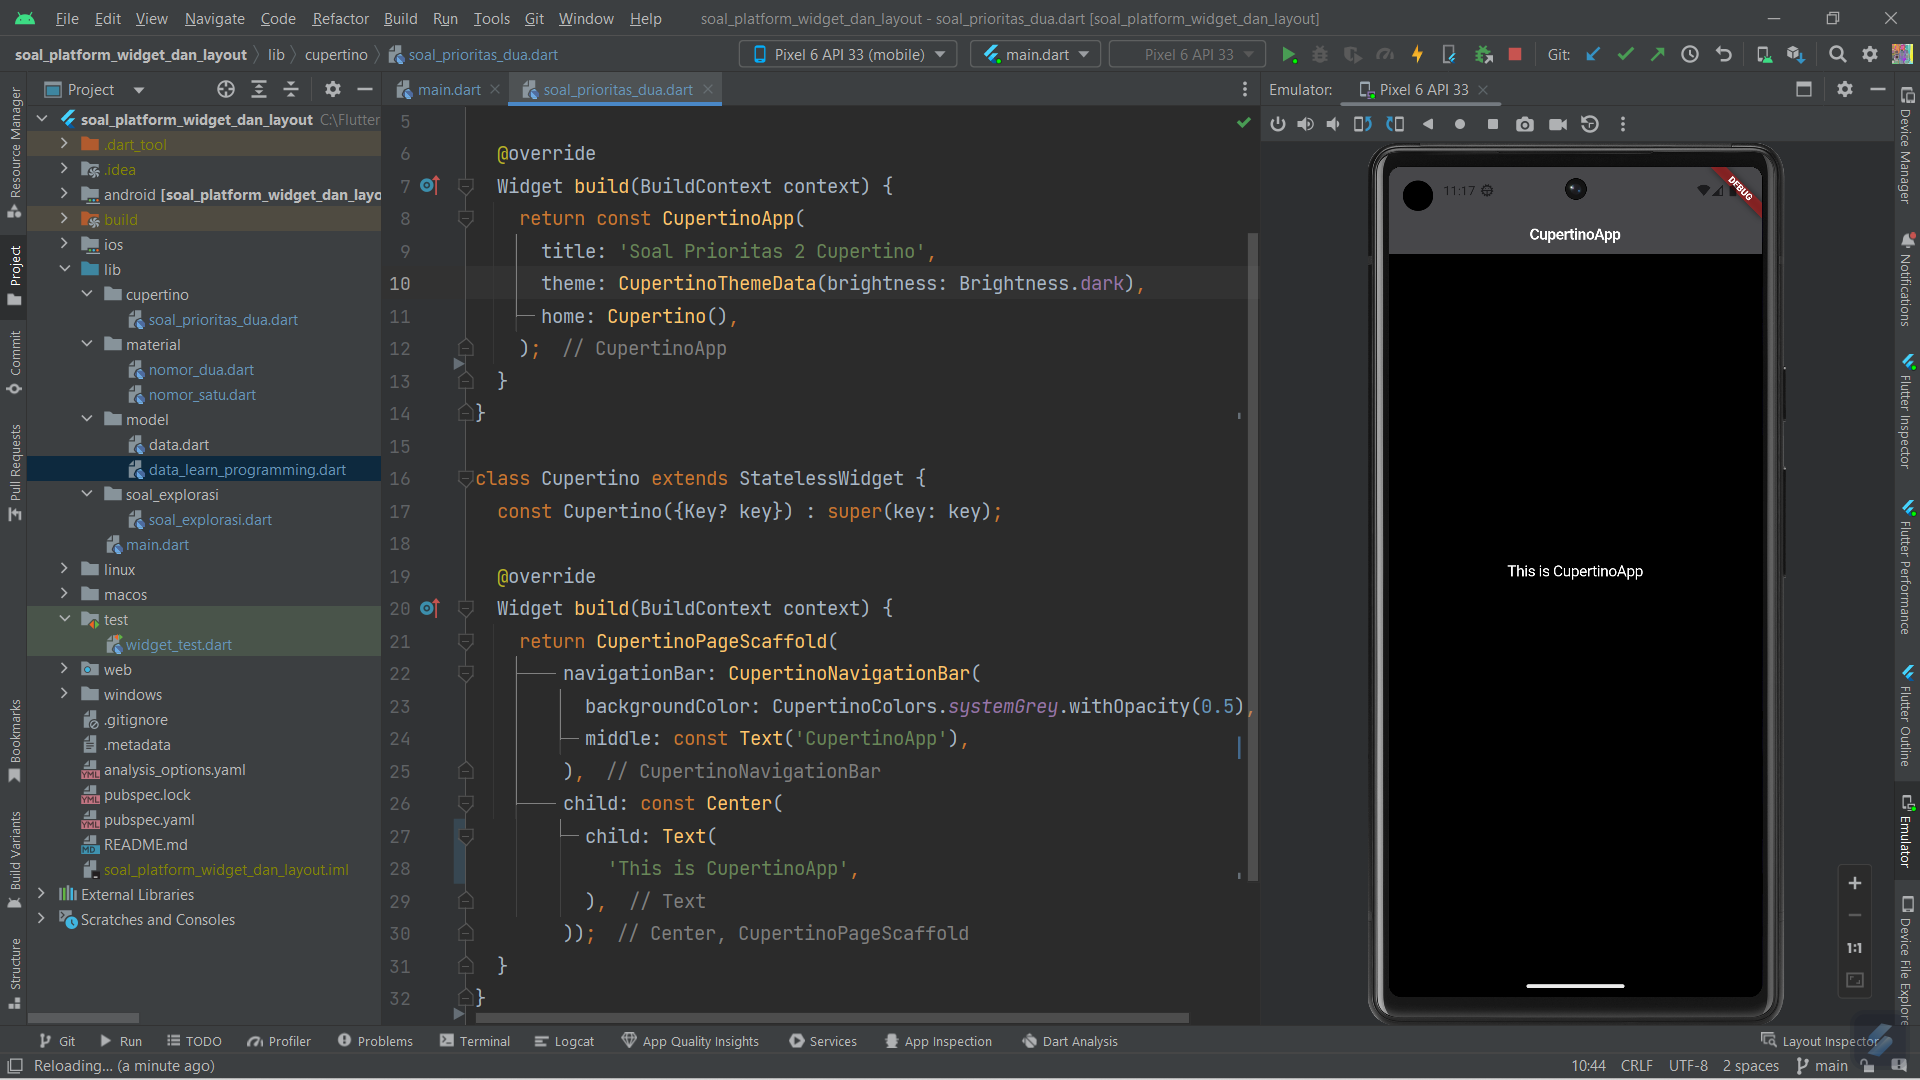 File Edit View Navigate Code Refactor Build Run Tools Git Window Help soal_platform_widget_dan_layout - soal_prioritas_dua.dart [soal_platform_widget_dan_layout]
soal_platform_widget_dan_layout lib cupertino soal_prioritas_dua.dart Pixel 6 API 33 (mobile) main.dart Pixel 6 API 33 Git:
Project
main.dart
soal_prioritas_dua.dart
Emulator: Pixel 6 API 33
Resource Manager
Project
Commit
Pull Requests
Bookmarks
Build Variants
Structure
soal_platform_widget_dan_layout C:\Flutter
.dart_tool
.idea
android [soal_platform_widget_dan_layo
build
ios
lib
cupertino
soal_prioritas_dua.dart
material
nomor_dua.dart
nomor_satu.dart
model
data.dart
data_learn_programming.dart
soal_explorasi
soal_explorasi.dart
main.dart
linux
macos
test
widget_test.dart
web
windows
.gitignore
.metadata
analysis_options.yaml
pubspec.lock
pubspec.yaml
README.md
soal_platform_widget_dan_layout.iml
External Libraries
Scratches and Consoles
5
6 @override
7 Widget build(BuildContext context) {
8 return const CupertinoApp(
9 title: 'Soal Prioritas 2 Cupertino',
10 theme: CupertinoThemeData(brightness: Brightness.dark),
11 home: Cupertino(),
12 ); // CupertinoApp
13 }
14 }
15
16 class Cupertino extends StatelessWidget {
17 const Cupertino({Key? key}) : super(key: key);
18
19 @override
20 Widget build(BuildContext context) {
21 return CupertinoPageScaffold(
22 navigationBar: CupertinoNavigationBar(
23 backgroundColor: CupertinoColors.systemGrey.withOpacity(0.5),
24 middle: const Text('CupertinoApp'),
25 ), // CupertinoNavigationBar
26 child: const Center(
27 child: Text(
28 'This is CupertinoApp',
29 ), // Text
30 )); // Center, CupertinoPageScaffold
31 }
32 }
11:17
DEBUG
CupertinoApp
This is CupertinoApp
1:1
Device Manager
Notifications
Flutter Inspector
Flutter Performance
Flutter Outline
Emulator
Device File Explore
Git Run TODO Profiler Problems Terminal Logcat App Quality Insights Services App Inspection Dart Analysis Layout Inspector
Reloading... (a minute ago) 10:44 CRLF UTF-8 2 spaces main